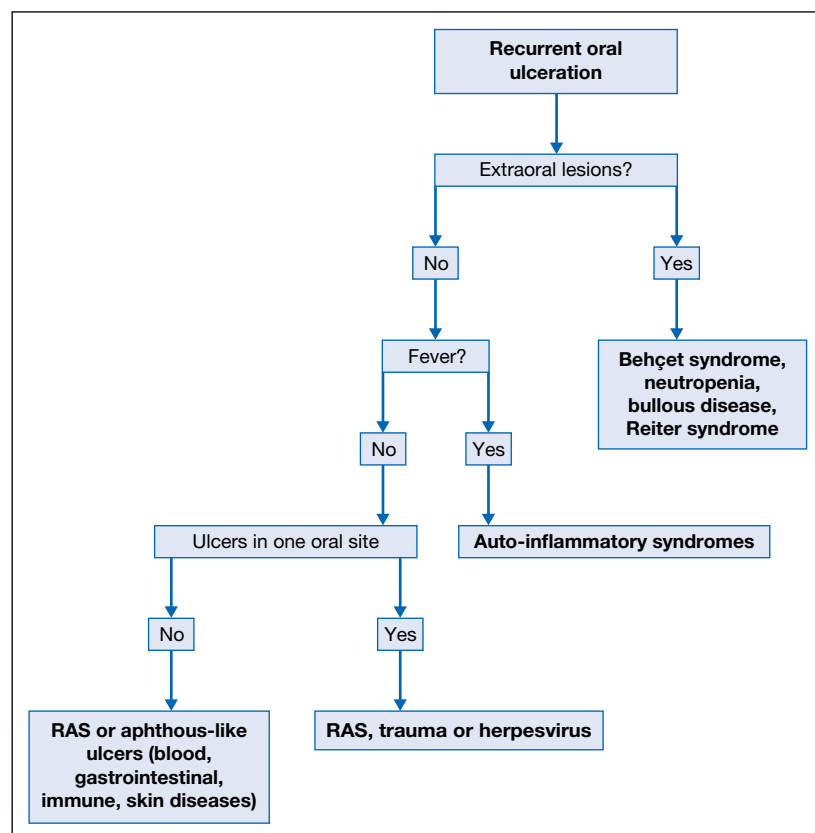 Recurrent oral
ulceration
Extraoral lesions?
No
Yes
Fever?
Behçet syndrome,
neutropenia,
bullous disease,
Reiter syndrome
No
Yes
Ulcers in one oral site
Auto-inflammatory syndromes
No
Yes
RAS or aphthous-like
ulcers (blood,
gastrointestinal,
immune, skin diseases)
RAS, trauma or herpesvirus